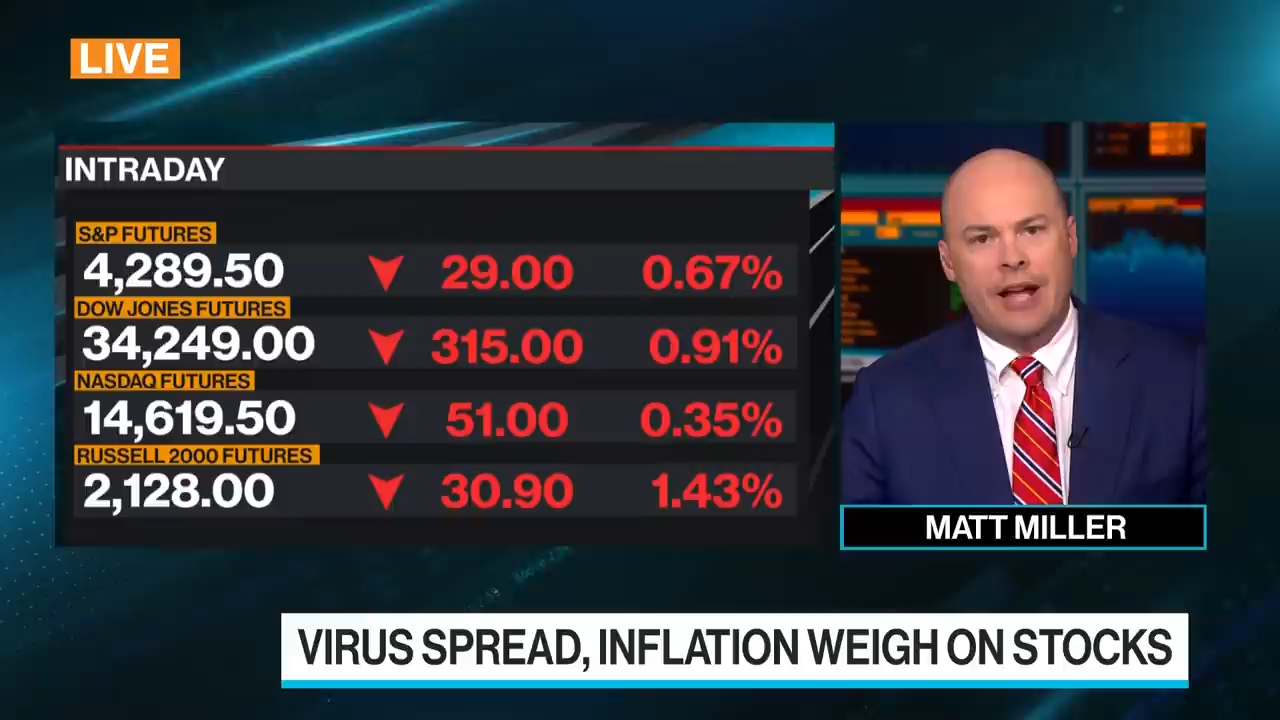 LIVE
INTRADAY
S&P FUTURES
4,289.50 29.00 0.67%
DOW JONES FUTURES
34,249.00 315.00 0.91%
NASDAQ FUTURES
14,619.50 51.00 0.35%
RUSSELL 2000 FUTURES
2,128.00 30.90 1.43%
MATT MILLER
VIRUS SPREAD, INFLATION WEIGH ON STOCKS